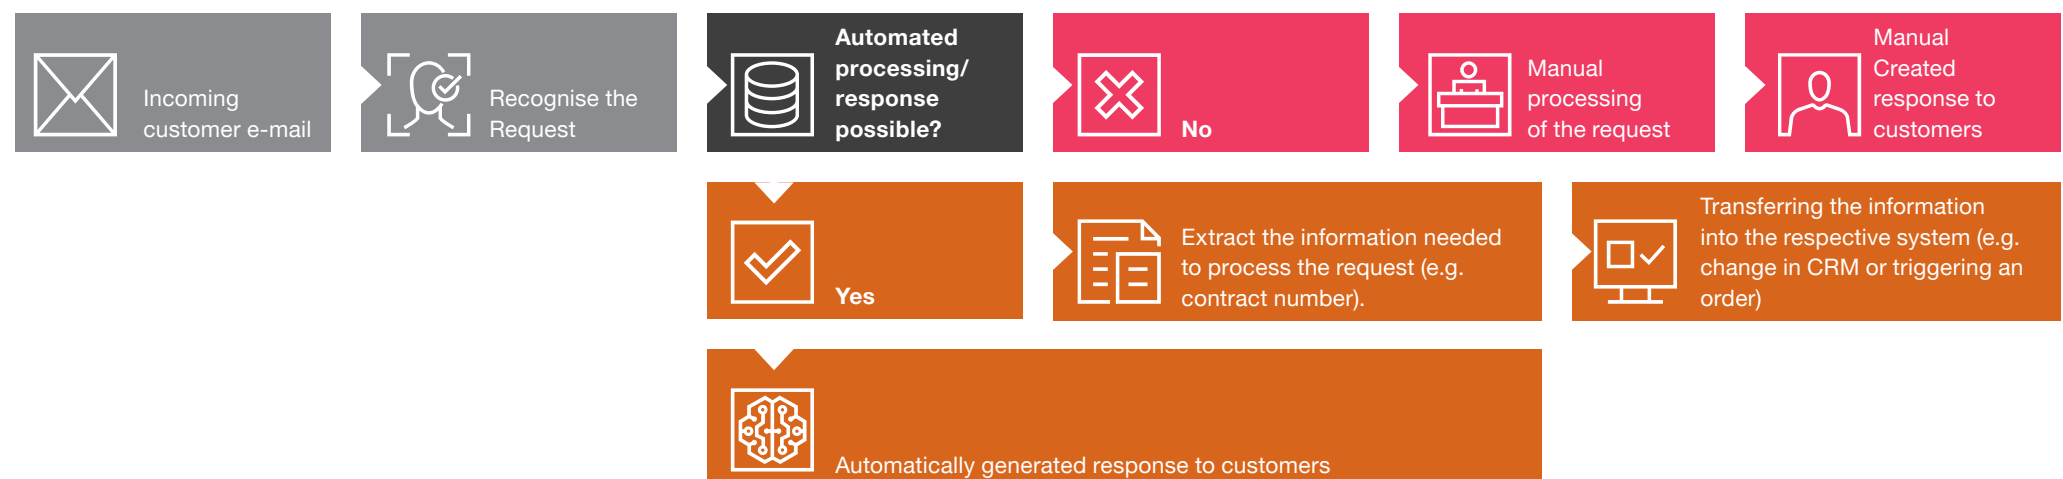 Incoming
customer e-mail
Recognise the
Request
Automated
processing/
response
possible?
No
Manual
processing
of the request
Manual
Created
response to
customers
Yes
Extract the information needed
to process the request (e.g.
contract number).
Transferring the information
into the respective system (e.g.
change in CRM or triggering an
order)
Automatically generated response to customers